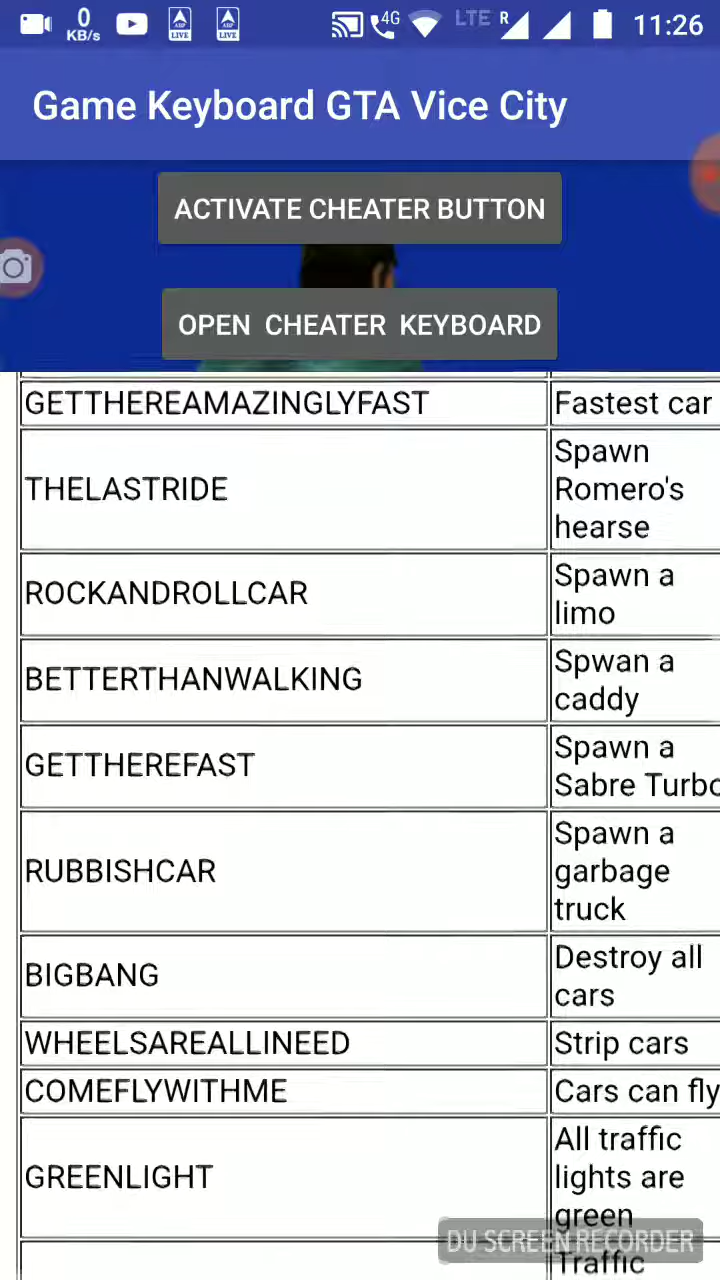 0
KB/s
4G
LTE
R
11:26
LIVE
LIVE
Game Keyboard GTA Vice City
ACTIVATE CHEATER BUTTON
OPEN CHEATER KEYBOARD
GETTHEREAMAZINGLYFAST
Fastest car
THELASTRIDE
Spawn
Romero's
hearse
ROCKANDROLLCAR
Spawn a
limo
BETTERTHANWALKING
Spwan a
caddy
GETTHEREFAST
Spawn a
Sabre Turbo
RUBBISHCAR
Spawn a
garbage
truck
BIGBANG
Destroy all
cars
WHEELSAREALLINEED
Strip cars
COMEFLYWITHME
Cars can fly
GREENLIGHT
All traffic
lights are
green
DU SCREEN RECORDER
Traffic